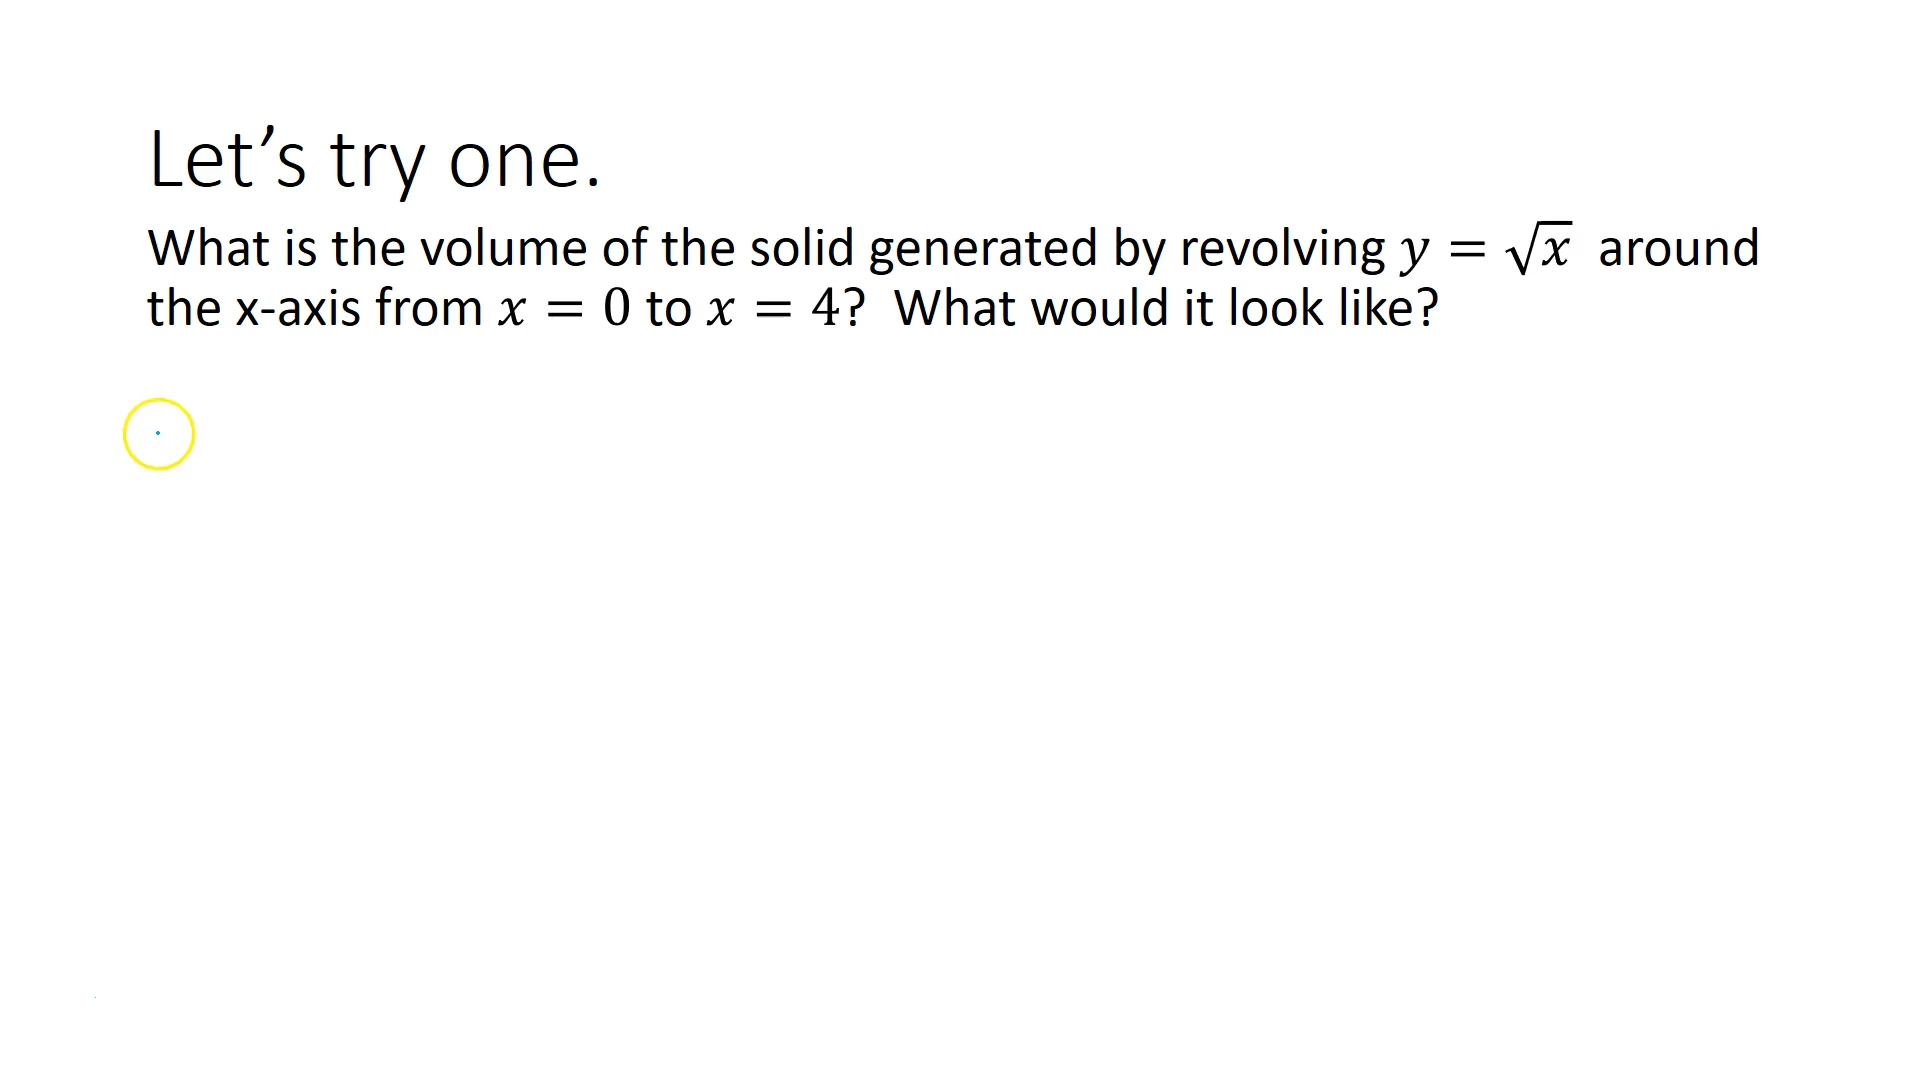 Let’s try one.
What is the volume of the solid generated by revolving 𝑦 = √𝑥 around
the x-axis from 𝑥 = 0 to 𝑥 = 4? What would it look like?